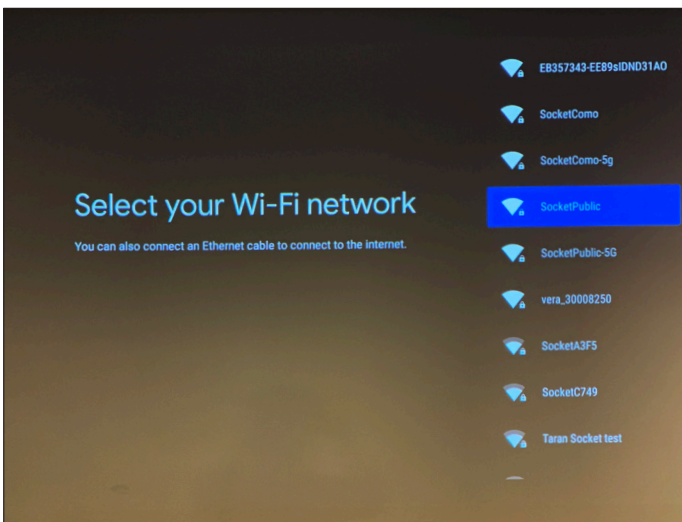 Select your Wi-Fi network
You can also connect an Ethernet cable to connect to the internet.
EB357343-EE89sIDND31AO
SocketComo
SocketComo-5g
SocketPublic
SocketPublic-5G
vera_30008250
SocketA3F5
SocketC749
Taran Socket test